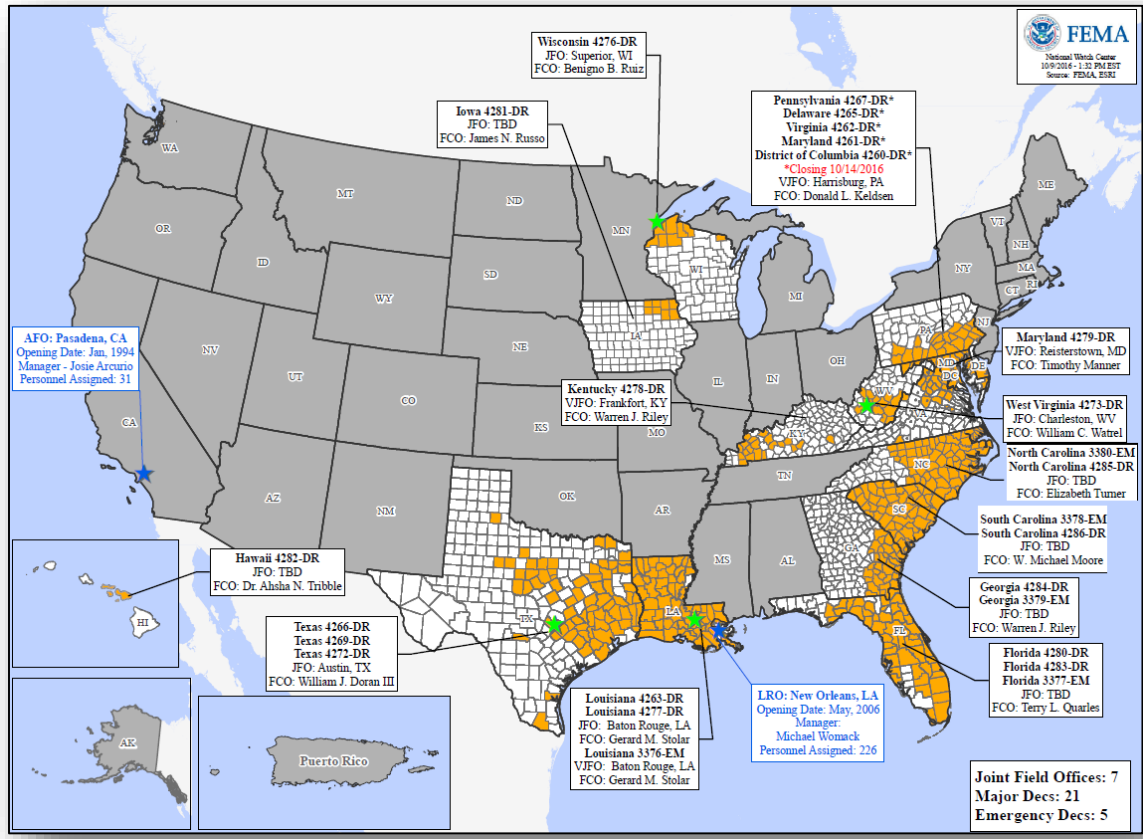 FEMA
National Watch Center
10/9/2016 - 1:32 PM EST
Source: FEMA, ESRI
Wisconsin 4276-DR
JFO: Superior, WI
FCO: Benigno B. Ruiz
Iowa 4281-DR
JFO: TBD
FCO: James N. Russo
Pennsylvania 4267-DR*
Delaware 4265-DR*
Virginia 4262-DR*
Maryland 4261-DR*
District of Columbia 4260-DR*
*Closing 10/14/2016
VJFO: Harrisburg, PA
FCO: Donald L. Keldsen
WA
MT
ND
MN
ME
OR
ID
SD
WI
VT
NH
NY
MA
CT
RI
WY
MI
IA
PA
NJ
AFO: Pasadena, CA
Opening Date: Jan, 1994
Manager - Josie Arcurio
Personnel Assigned: 31
NV
NE
OH
IL
IN
MD
DE
DC
Maryland 4279-DR
VJFO: Reisterstown, MD
FCO: Timothy Manner
UT
CO
Kentucky 4278-DR
VJFO: Frankfort, KY
FCO: Warren J. Riley
WV
VA
West Virginia 4273-DR
JFO: Charleston, WV
FCO: William C. Watrel
CA
KS
MO
KY
North Carolina 3380-EM
North Carolina 4285-DR
JFO: TBD
FCO: Elizabeth Turner
AZ
NM
OK
AR
TN
NC
South Carolina 3378-EM
South Carolina 4286-DR
JFO: TBD
FCO: W. Michael Moore
SC
MS
AL
GA
Hawaii 4282-DR
JFO: TBD
FCO: Dr. Ahsha N. Tribble
HI
Georgia 4284-DR
Georgia 3379-EM
JFO: TBD
FCO: Warren J. Riley
TX
LA
FL
Texas 4266-DR
Texas 4269-DR
Texas 4272-DR
JFO: Austin, TX
FCO: William J. Doran III
Florida 4280-DR
Florida 4283-DR
Florida 3377-EM
JFO: TBD
FCO: Terry L. Quarles
Louisiana 4263-DR
Louisiana 4277-DR
JFO: Baton Rouge, LA
FCO: Gerard M. Stolar
Louisiana 3376-EM
VJFO: Baton Rouge, LA
FCO: Gerard M. Stolar
LRO: New Orleans, LA
Opening Date: May, 2006
Manager:
Michael Womack
Personnel Assigned: 226
AK
Puerto Rico
Joint Field Offices: 7
Major Decs: 21
Emergency Decs: 5